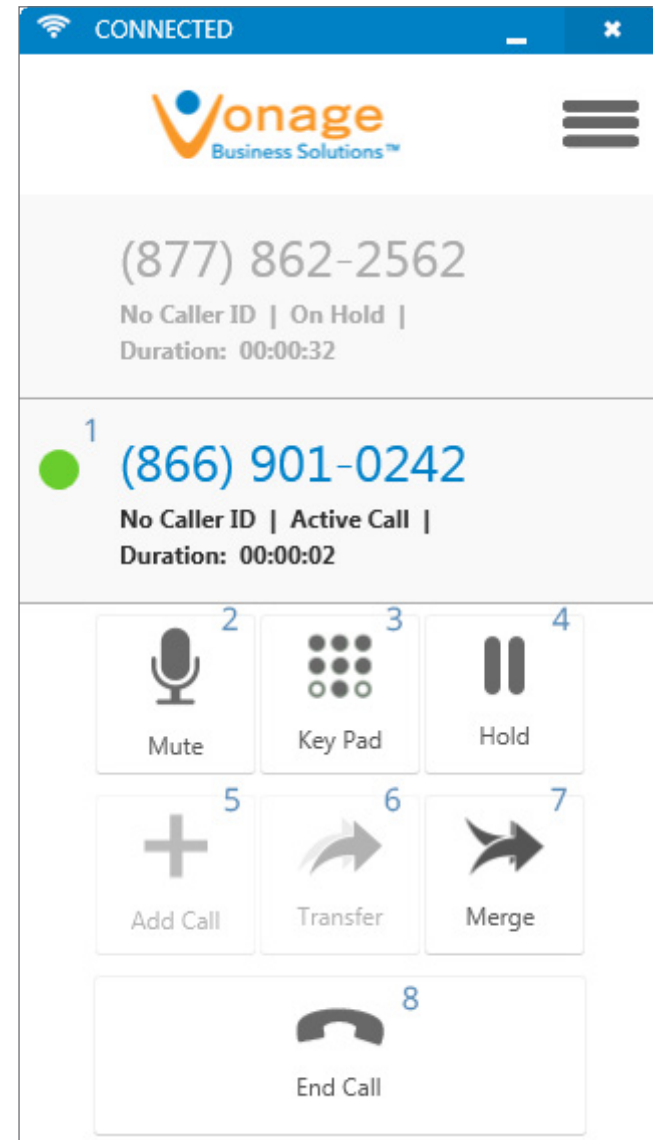 CONNECTED
Vonage
Business Solutions™
(877) 862-2562
No Caller ID | On Hold |
Duration: 00:00:32
1
(866) 901-0242
No Caller ID | Active Call |
Duration: 00:00:02
2 3 4
Mute Key Pad Hold
5 6 7
Add Call Transfer Merge
8
End Call